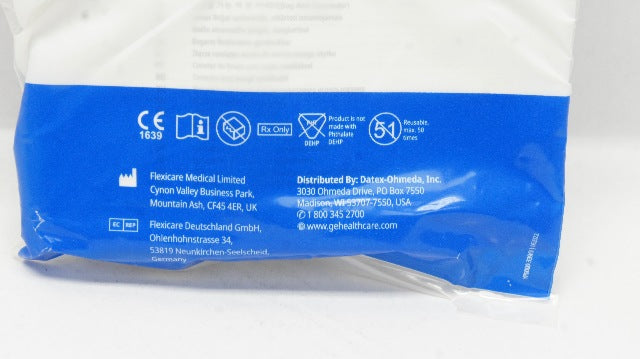 CE
1639
Rx Only
PHT
DEHP
Product is not
made with
Phthalate
DEHP
51
Reusable.
max. 50
times
Flexicare Medical Limited
Cynon Valley Business Park,
Mountain Ash, CF45 4ER, UK
EC REP
Flexicare Deutschland GmbH,
Ohlenhohnstrasse 34,
53819 Neunkirchen-Seelscheid,
Germany
Distributed By: Datex-Ohmeda, Inc.
3030 Ohmeda Drive, PO Box 7550
Madison, WI 53707-7550, USA
1 800 345 2700
www.gehealthcare.com